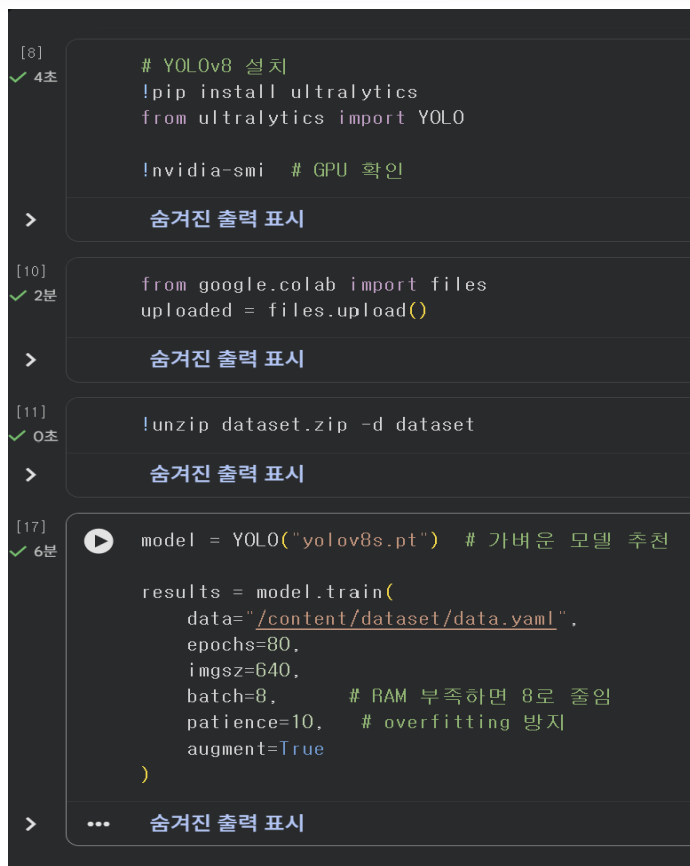 [8]
4초
# YOLOv8 설치
!pip install ultralytics
from ultralytics import YOLO
!nvidia-smi  # GPU 확인
숨겨진 출력 표시
[10]
2분
from google.colab import files
uploaded = files.upload()
숨겨진 출력 표시
[11]
0초
!unzip dataset.zip -d dataset
숨겨진 출력 표시
[17]
6분
model = YOLO("yolov8s.pt")  # 가벼운 모델 추천
results = model.train(
    data="/content/dataset/data.yaml",
    epochs=80,
    imgsz=640,
    batch=8,      # RAM 부족하면 8로 줄임
    patience=10,   # overfitting 방지
    augment=True
)
숨겨진 출력 표시